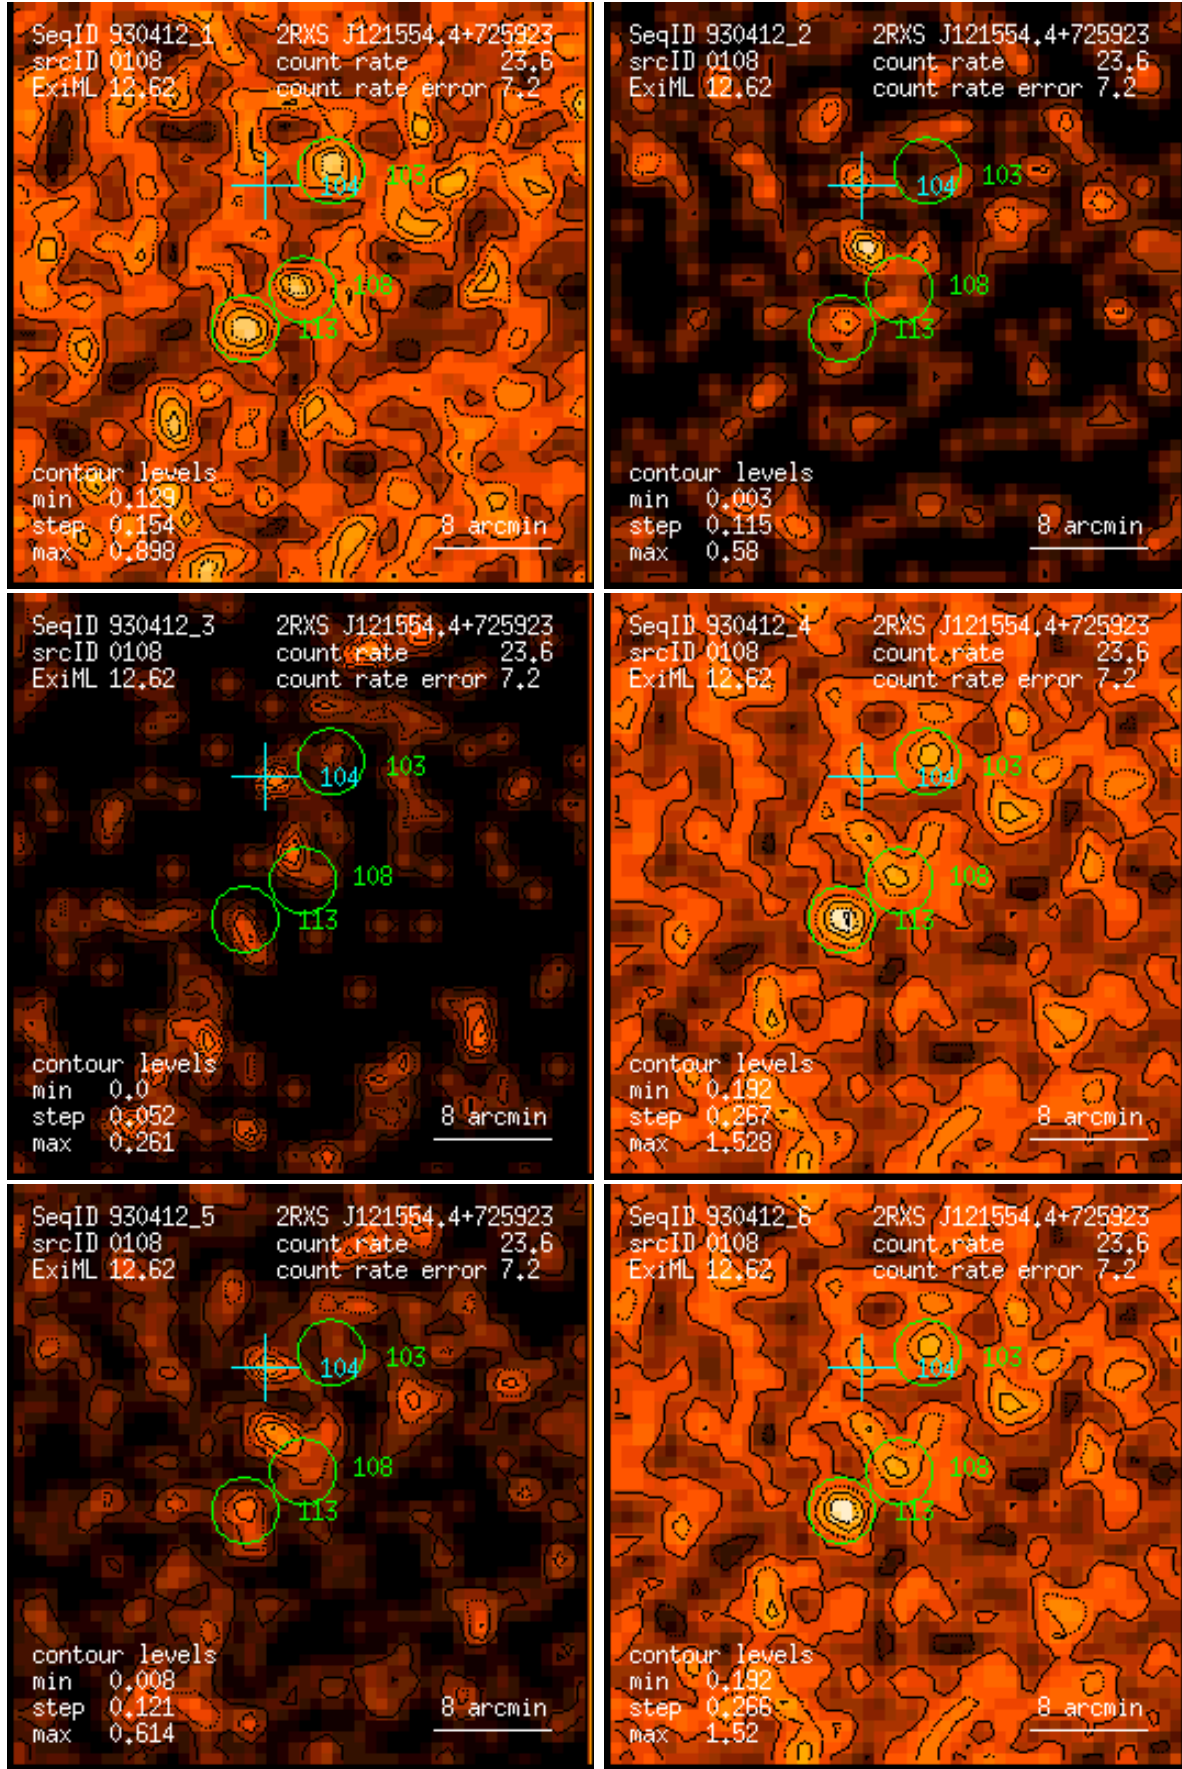 SeqID 930412_1 2RXS J121554.4+725923
srcID 0108 count rate 23.6
ExiML 12.62 count rate error 7.2
103
104
108
113
contour levels
min 0.129
step 0.154
max 0.898
8 arcmin
SeqID 930412_2 2RXS J121554.4+725923
srcID 0108 count rate 23.6
ExiML 12.62 count rate error 7.2
103
104
108
113
contour levels
min 0.003
step 0.115
max 0.58
8 arcmin
SeqID 930412_3 2RXS J121554.4+725923
srcID 0108 count rate 23.6
ExiML 12.62 count rate error 7.2
103
104
108
113
contour levels
min 0.0
step 0.052
max 0.261
8 arcmin
SeqID 930412_4 2RXS J121554.4+725923
srcID 0108 count rate 23.6
ExiML 12.62 count rate error 7.2
103
104
108
113
contour levels
min 0.192
step 0.267
max 1.528
8 arcmin
SeqID 930412_5 2RXS J121554.4+725923
srcID 0108 count rate 23.6
ExiML 12.62 count rate error 7.2
103
104
108
113
contour levels
min 0.008
step 0.121
max 0.614
8 arcmin
SeqID 930412_6 2RXS J121554.4+725923
srcID 0108 count rate 23.6
ExiML 12.62 count rate error 7.2
103
104
108
113
contour levels
min 0.192
step 0.266
max 1.52
8 arcmin